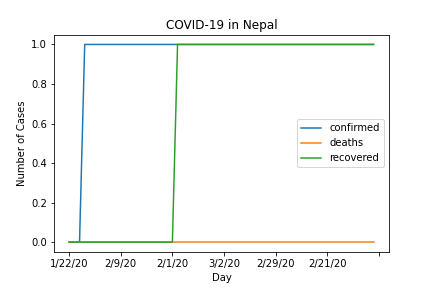 COVID-19 in Nepal
1.0
0.8
0.6
0.4
0.2
0.0
Number of Cases
confirmed
deaths
recovered
1/22/20 2/9/20 2/1/20 3/2/20 2/29/20 2/21/20
Day